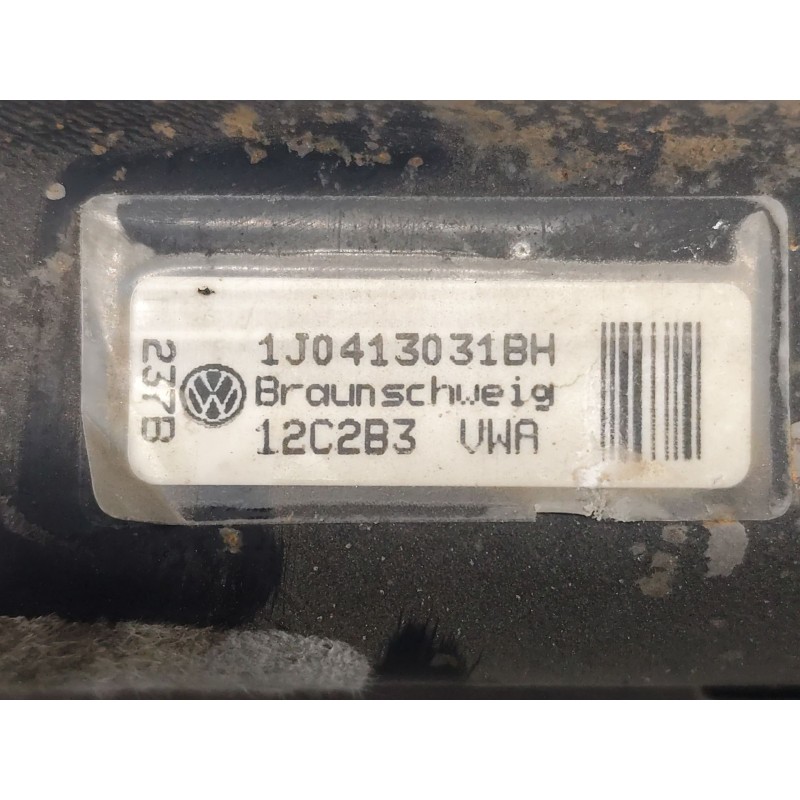 1J0413031BH
Braunschweig
12C2B3 VWA
237B